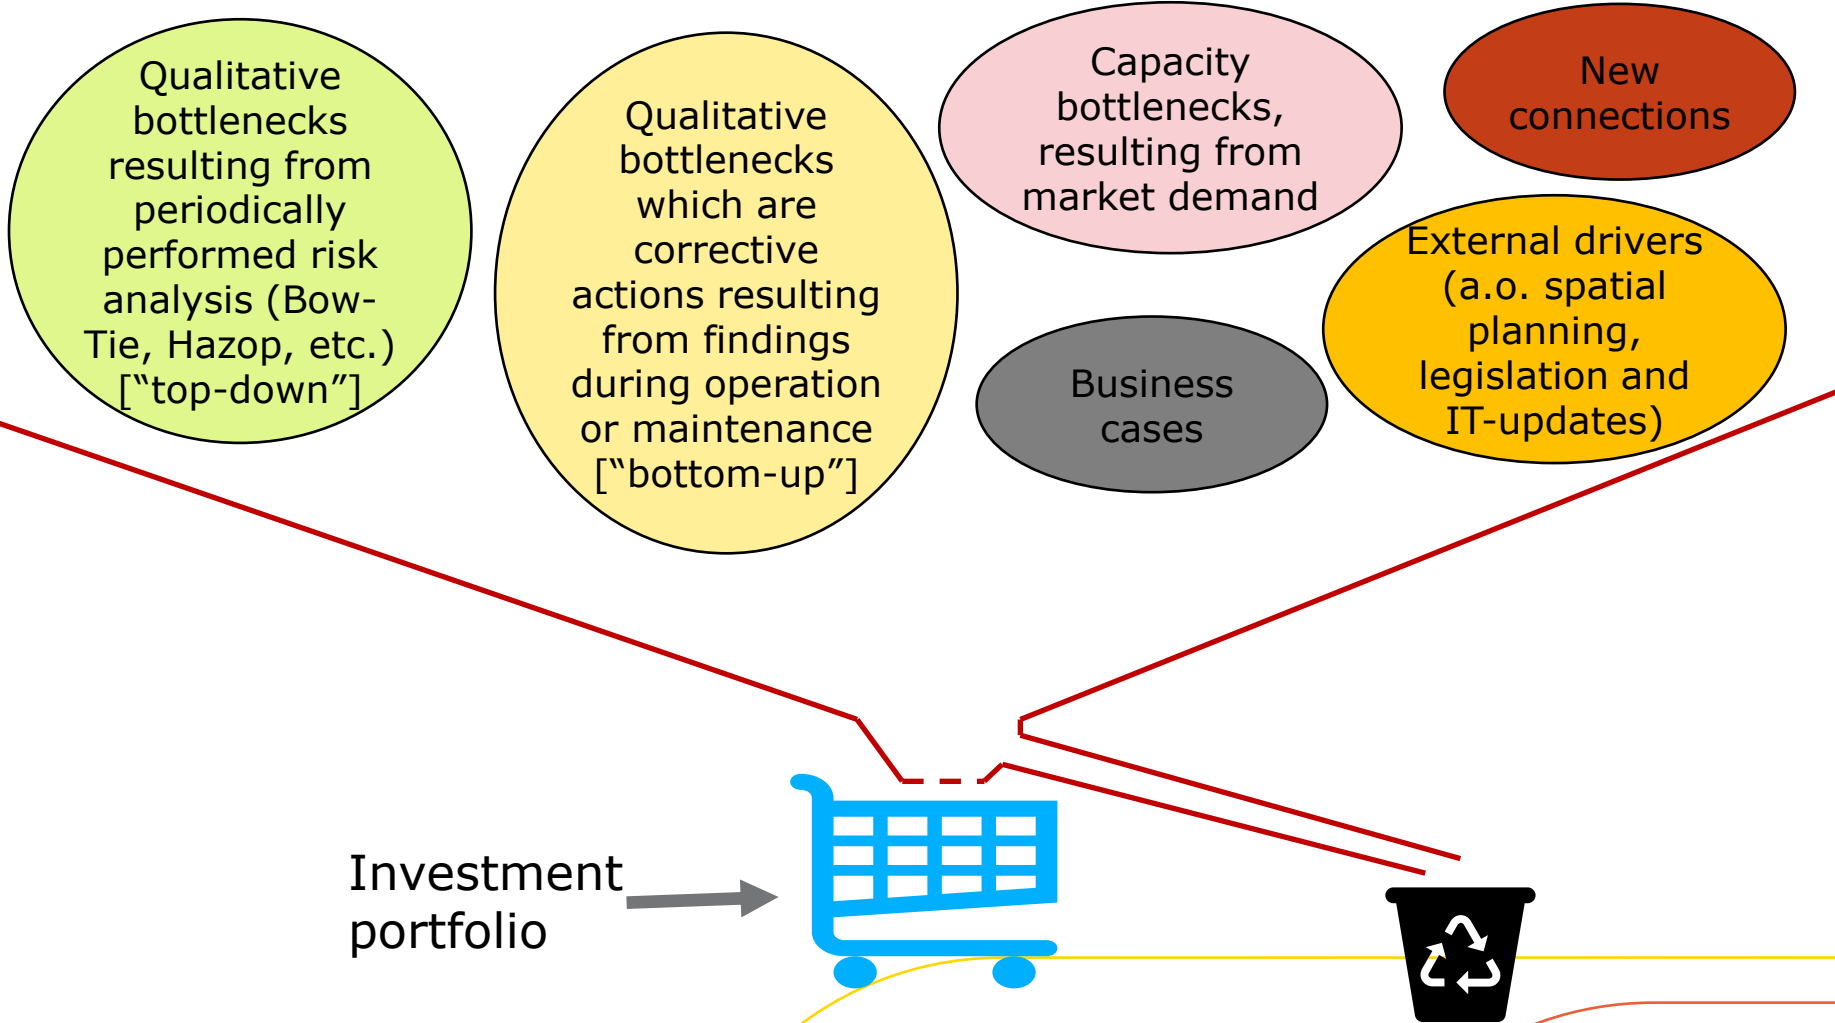 Qualitative
bottlenecks
resulting from
periodically
performed risk
analysis (Bow-
Tie, Hazop, etc.)
[“top-down”]
Qualitative
bottlenecks
which are
corrective
actions resulting
from findings
during operation
or maintenance
[“bottom-up”]
Capacity
bottlenecks,
resulting from
market demand
New
connections
Business
cases
External drivers
(a.o. spatial
planning,
legislation and
IT-updates)
Investment
portfolio